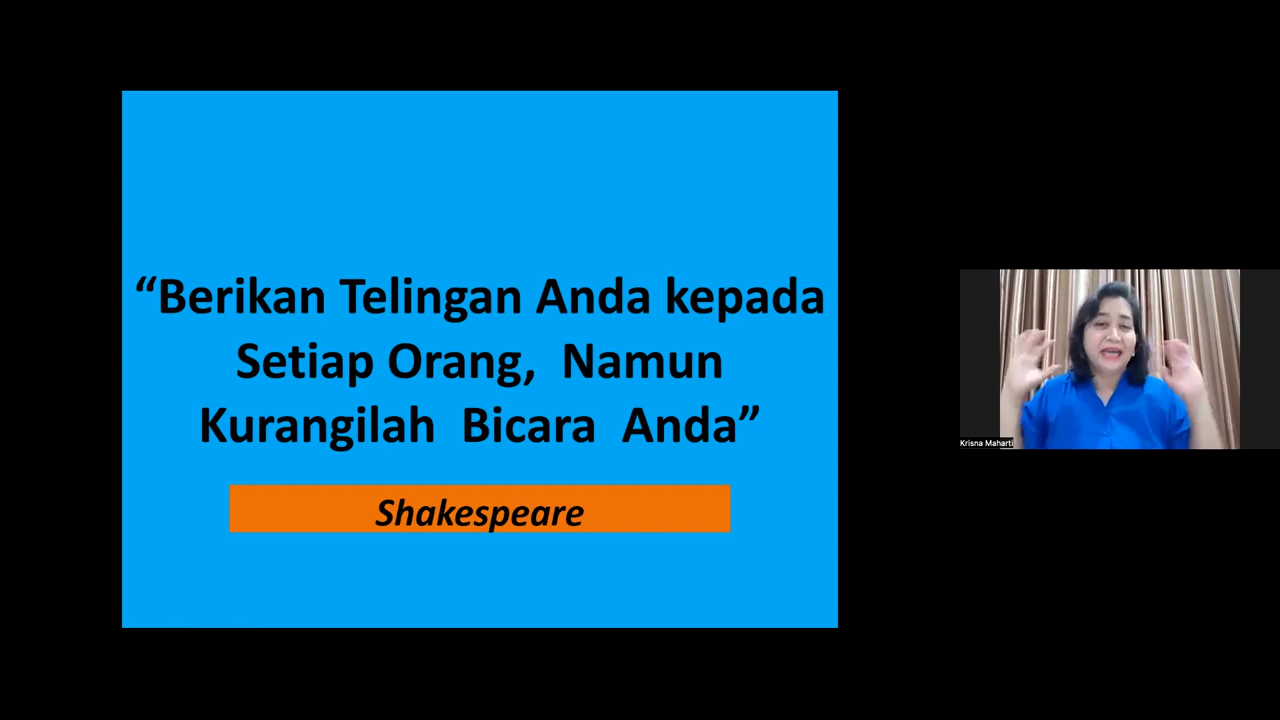 “Berikan Telingan Anda kepada
Setiap Orang, Namun
Kurangilah Bicara Anda”
Shakespeare
Krisna Maharti